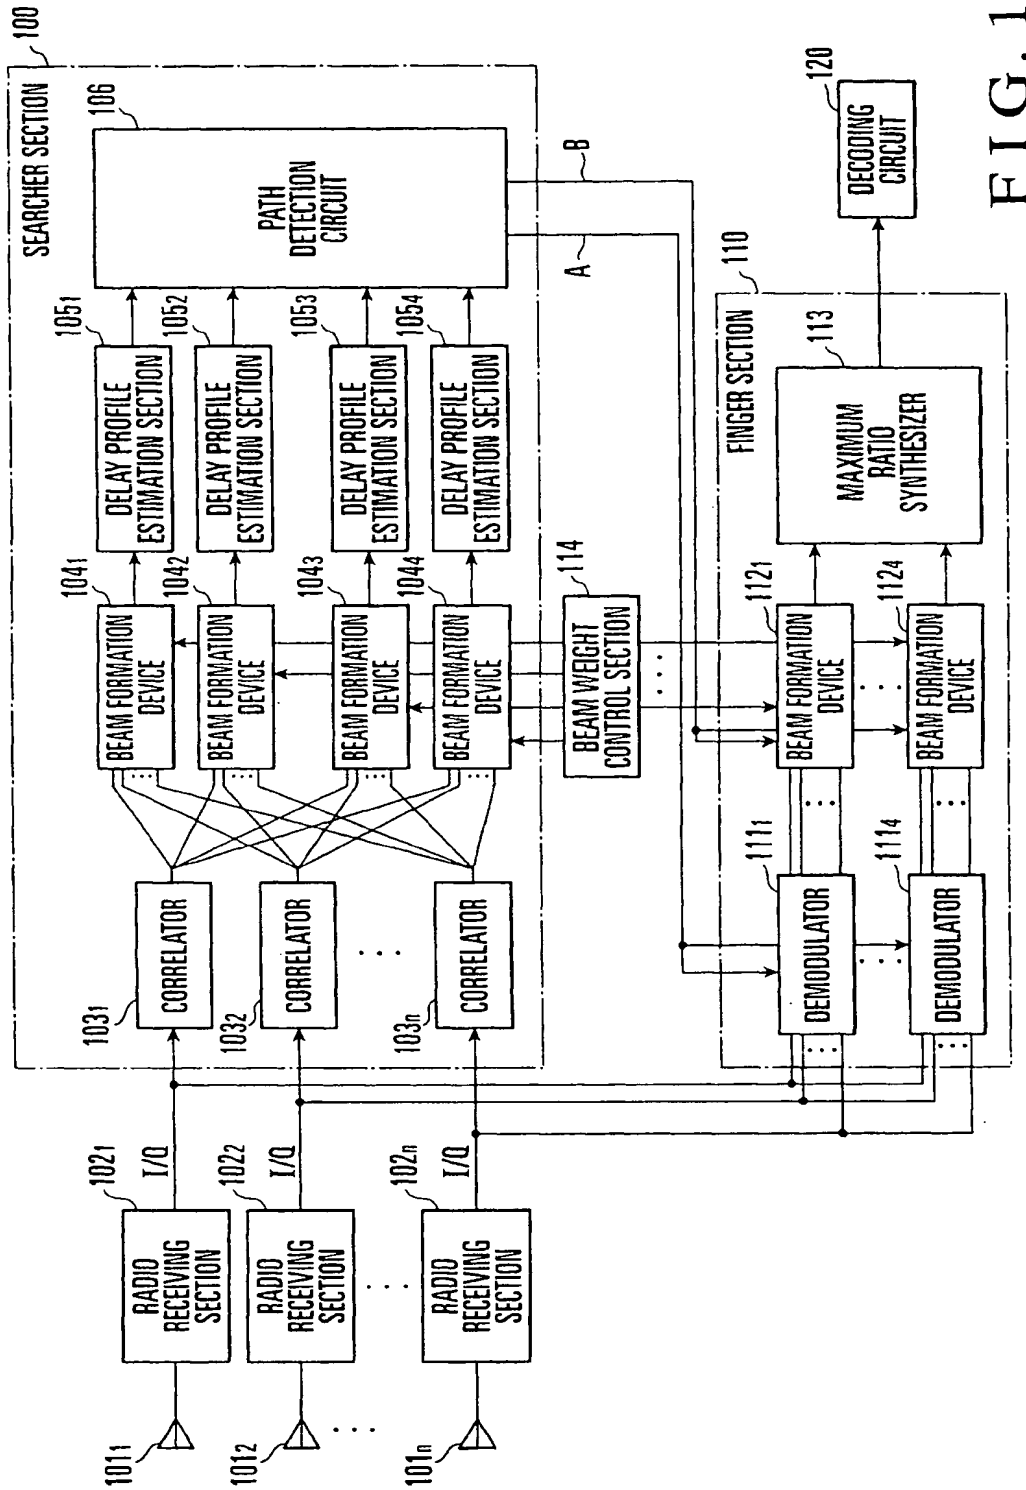 100
SEARCHER SECTION
106
PATH
DETECTION
CIRCUIT
1051
DELAY PROFILE
ESTIMATION SECTION
1052
DELAY PROFILE
ESTIMATION SECTION
1053
DELAY PROFILE
ESTIMATION SECTION
1054
DELAY PROFILE
ESTIMATION SECTION
1041
BEAM FORMATION
DEVICE
1042
BEAM FORMATION
DEVICE
1043
BEAM FORMATION
DEVICE
1044
BEAM FORMATION
DEVICE
114
BEAM WEIGHT
CONTROL SECTION
1031
CORRELATOR
1032
CORRELATOR
103n
CORRELATOR
I/Q
I/Q
I/Q
1021
RADIO
RECEIVING
SECTION
1022
RADIO
RECEIVING
SECTION
102n
RADIO
RECEIVING
SECTION
1011
1012
101n
A
B
110
FINGER SECTION
113
MAXIMUM
RATIO
SYNTHESIZER
1121
BEAM FORMATION
DEVICE
1124
BEAM FORMATION
DEVICE
1111
DEMODULATOR
1114
DEMODULATOR
120
DECODING
CIRCUIT
FIG. 1